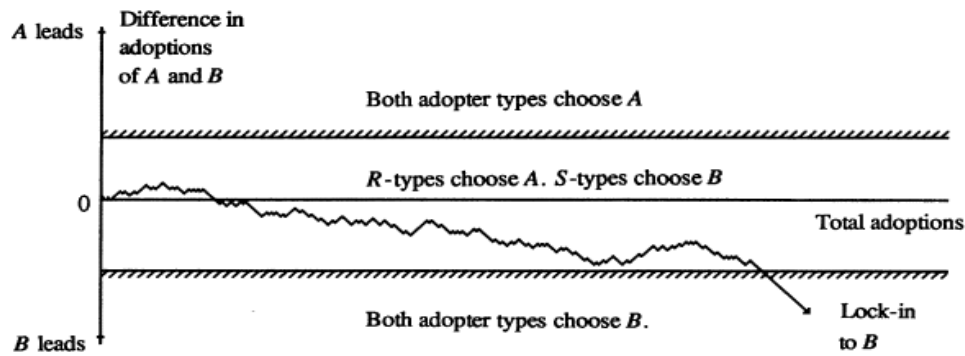 Difference in
A leads
adoptions
of A and B
Both adopter types choose A
R-types choose A. S-types choose B
0
Total adoptions
Both adopter types choose B.
Lock-in
to B
B leads